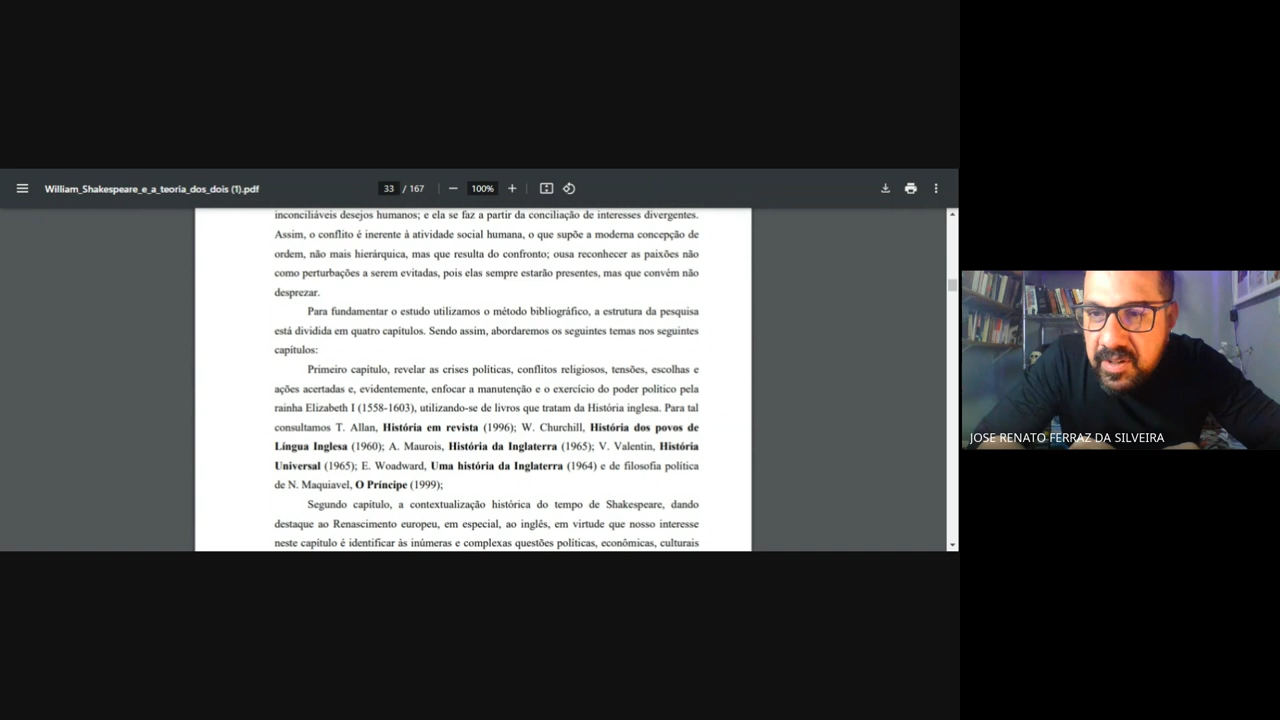 William_Shakespeare_e_a_teoria_dos_dois (1).pdf
33 / 167
100%
inconciliáveis desejos humanos; e ela se faz a partir da conciliação de interesses divergentes.
Assim, o conflito é inerente à atividade social humana, o que supõe a moderna concepção de
ordem, não mais hierárquica, mas que resulta do confronto; ousa reconhecer as paixões não
como perturbações a serem evitadas, pois elas sempre estarão presentes, mas que convém não
desprezar.
Para fundamentar o estudo utilizamos o método bibliográfico, a estrutura da pesquisa
está dividida em quatro capítulos. Sendo assim, abordaremos os seguintes temas nos seguintes
capítulos:
Primeiro capítulo, revelar as crises políticas, conflitos religiosos, tensões, escolhas e
ações acertadas e, evidentemente, enfocar a manutenção e o exercício do poder político pela
rainha Elizabeth I (1558-1603), utilizando-se de livros que tratam da História inglesa. Para tal
consultamos T. Allan, História em revista (1996); W. Churchill, História dos povos de
Língua Inglesa (1960); A. Maurois, História da Inglaterra (1965); V. Valentin, História
Universal (1965); E. Woadward, Uma história da Inglaterra (1964) e de filosofia política
de N. Maquiavel, O Príncipe (1999);
Segundo capítulo, a contextualização histórica do tempo de Shakespeare, dando
destaque ao Renascimento europeu, em especial, ao inglês, em virtude que nosso interesse
neste capítulo é identificar às inúmeras e complexas questões políticas, econômicas, culturais
JOSE RENATO FERRAZ DA SILVEIRA